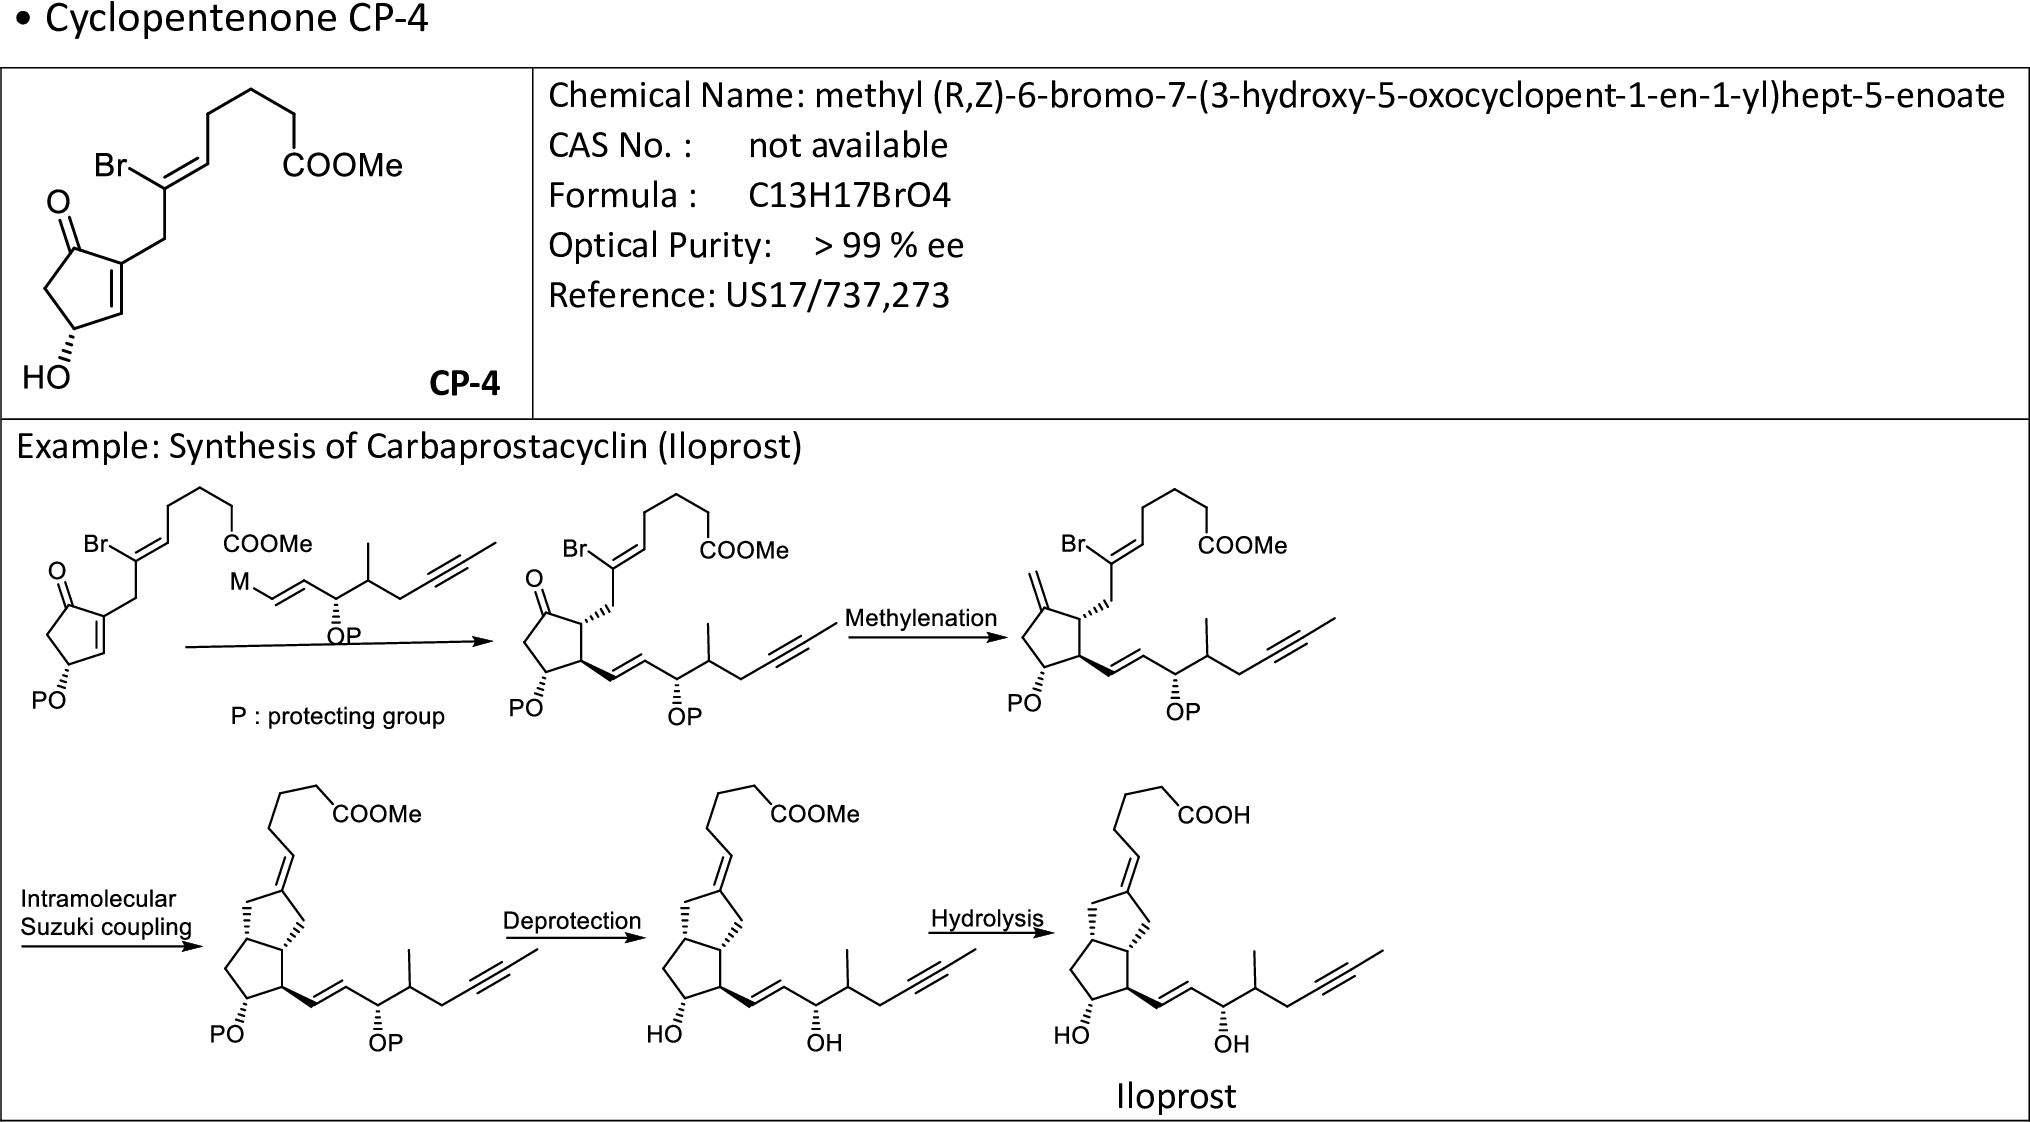 • Cyclopentenone CP-4
Br
COOMe
O
HO
CP-4
Chemical Name: methyl (R,Z)-6-bromo-7-(3-hydroxy-5-oxocyclopent-1-en-1-yl)hept-5-enoate
CAS No. : not available
Formula : C13H17BrO4
Optical Purity: > 99 % ee
Reference: US17/737,273
Example: Synthesis of Carbaprostacyclin (Iloprost)
Br
COOMe
O
PO
M
OP
P : protecting group
Br
COOMe
O
PO
OP
Methylenation
Br
COOMe
PO
OP
Intramolecular
Suzuki coupling
COOMe
PO
OP
Deprotection
COOMe
HO
OH
Hydrolysis
COOH
HO
OH
Iloprost